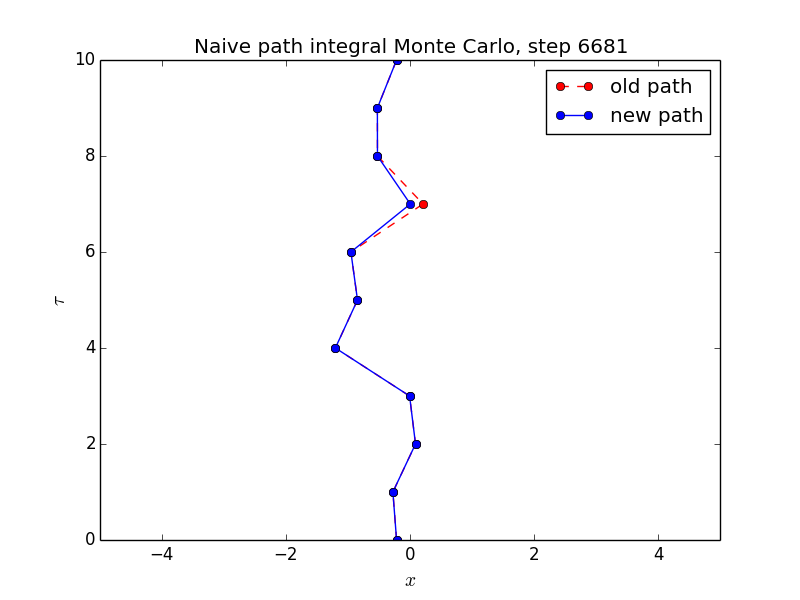 Naive path integral Monte Carlo, step 6681
old path
new path
10
8
6
4
2
0
τ
−4 −2 0 2 4
x